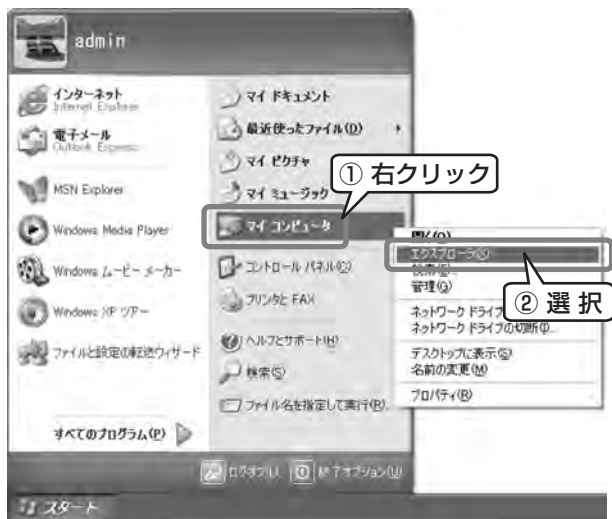 admin
インターネット
Internet Explorer
電子メール
Outlook Express
MSN Explorer
Windows Media Player
Windows ムービー メーカー
Windows XP ツアー
ファイルと設定の転送ウィザード
すべてのプログラム(P)
マイ ドキュメント
最近使ったファイル(D)
マイ ピクチャ
マイ ミュージック
① 右クリック
マイ コンピュータ
コントロール パネル(C)
プリンタと FAX
ヘルプとサポート(H)
検索(S)
ファイル名を指定して実行(R)...
開く(O)
エクスプローラ(X)
検索(E)...
管理(G)
② 選 択
ネットワーク ドライブ
ネットワーク ドライブの切断(I)...
デスクトップに表示(S)
名前の変更(M)
プロパティ(R)
ログオフ(L)
終了オプション(U)
スタート